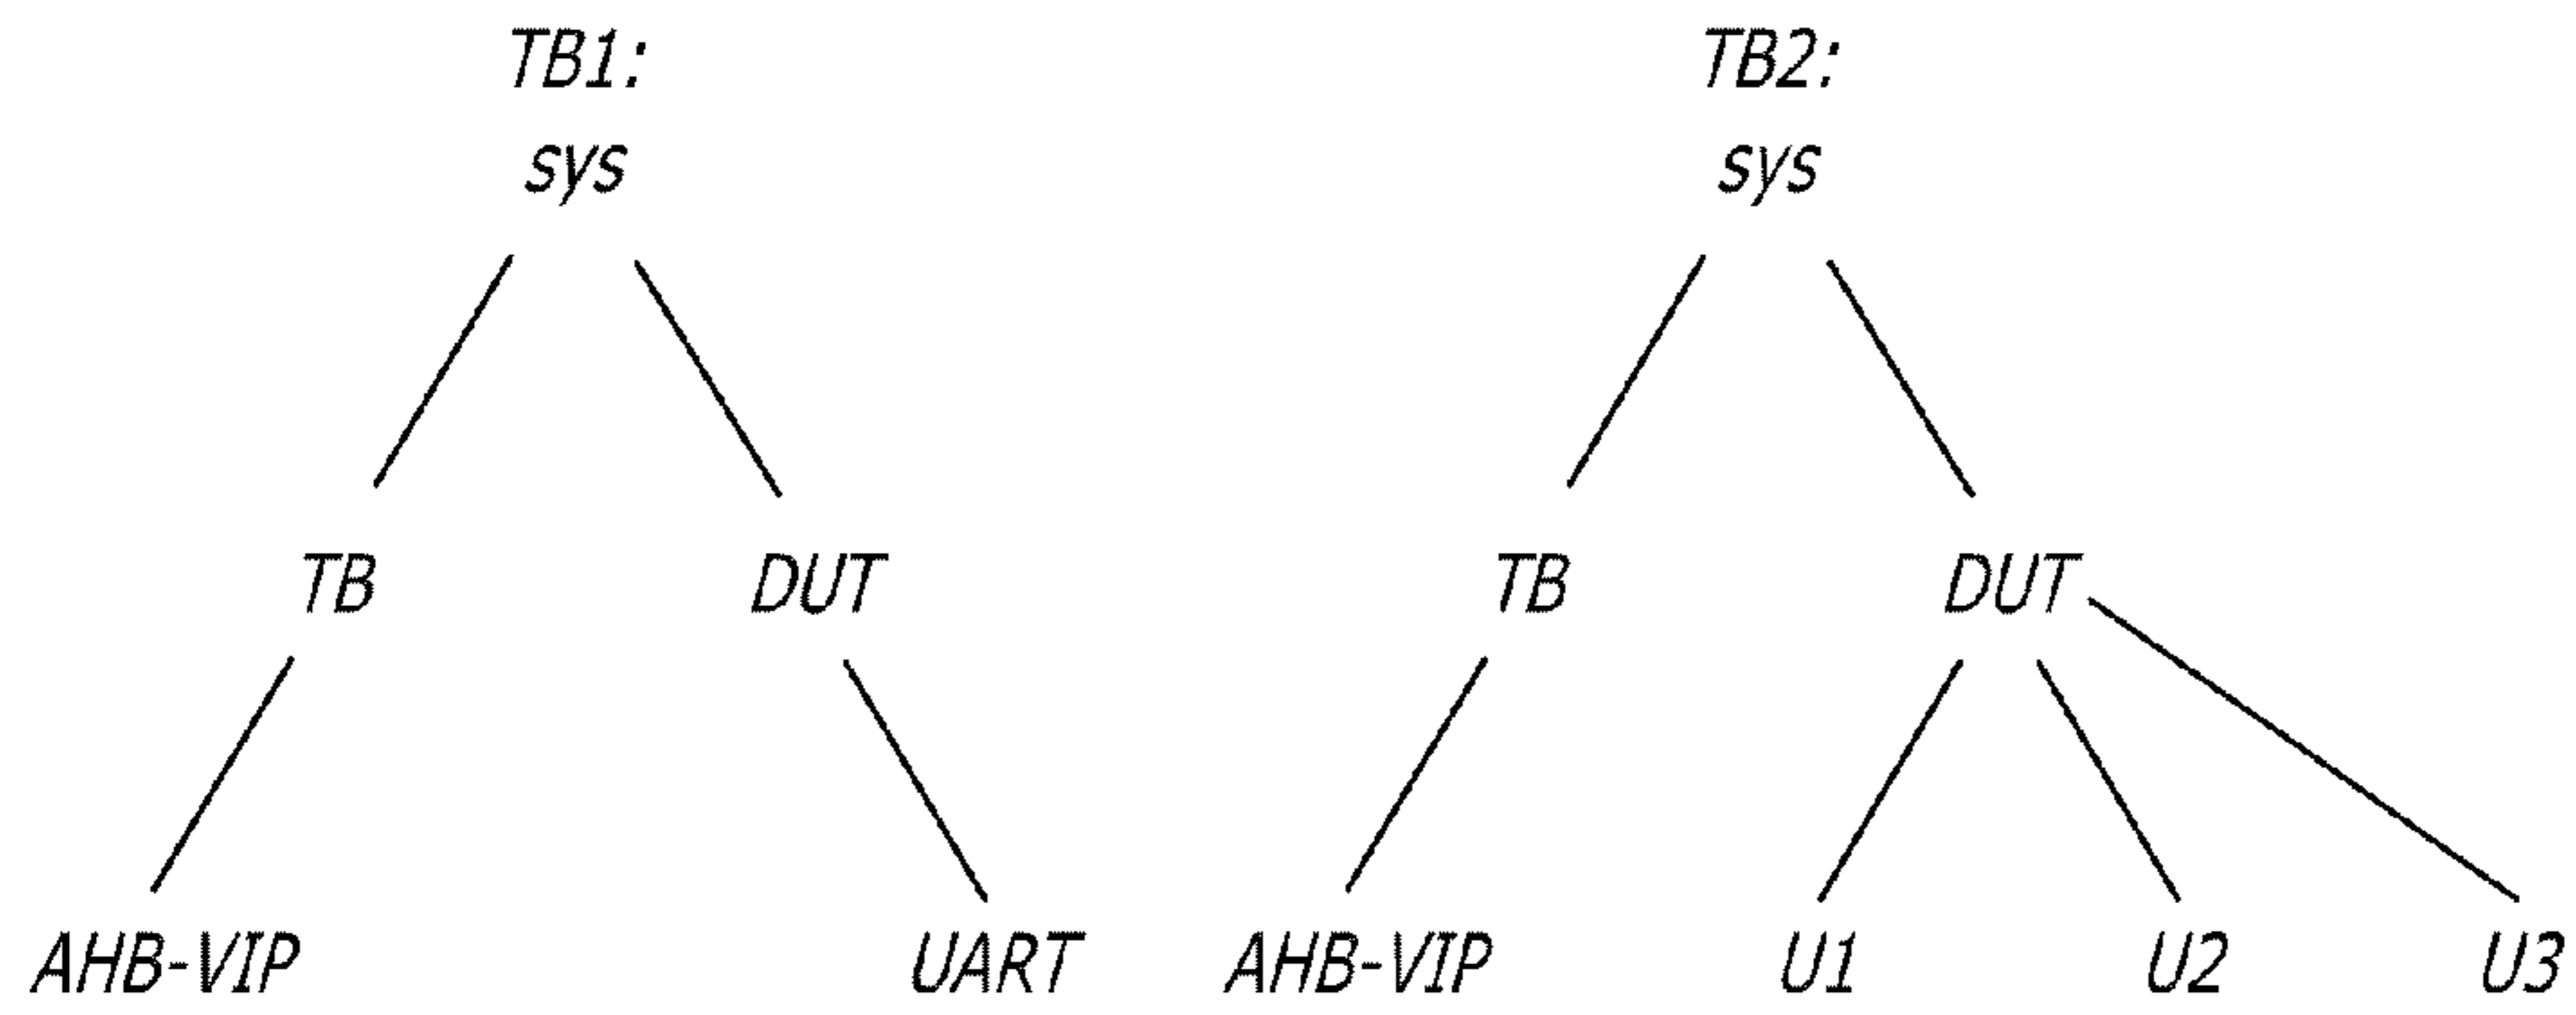 TB1:
sys
TB
DUT
AHB-VIP
UART
TB2:
sys
TB
DUT
AHB-VIP
U1
U2
U3